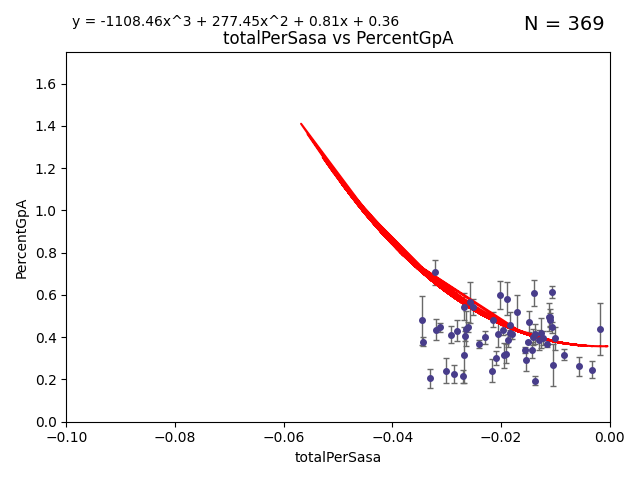 y = -1108.46x^3 + 277.45x^2 + 0.81x + 0.36
N = 369
totalPerSasa vs PercentGpA
PercentGpA
1.6
1.4
1.2
1.0
0.8
0.6
0.4
0.2
0.0
−0.10 −0.08 −0.06 −0.04 −0.02 0.00
totalPerSasa